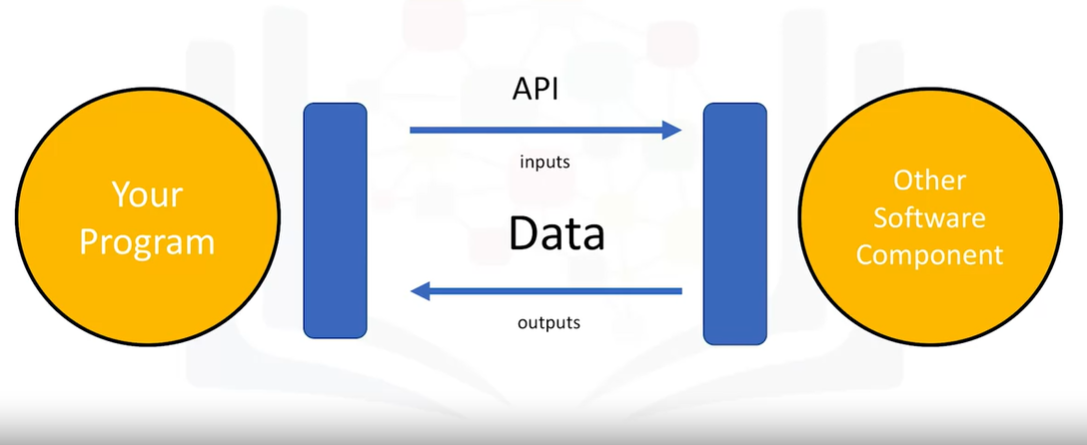 Your
Program
API
inputs
Data
outputs
Other
Software
Component